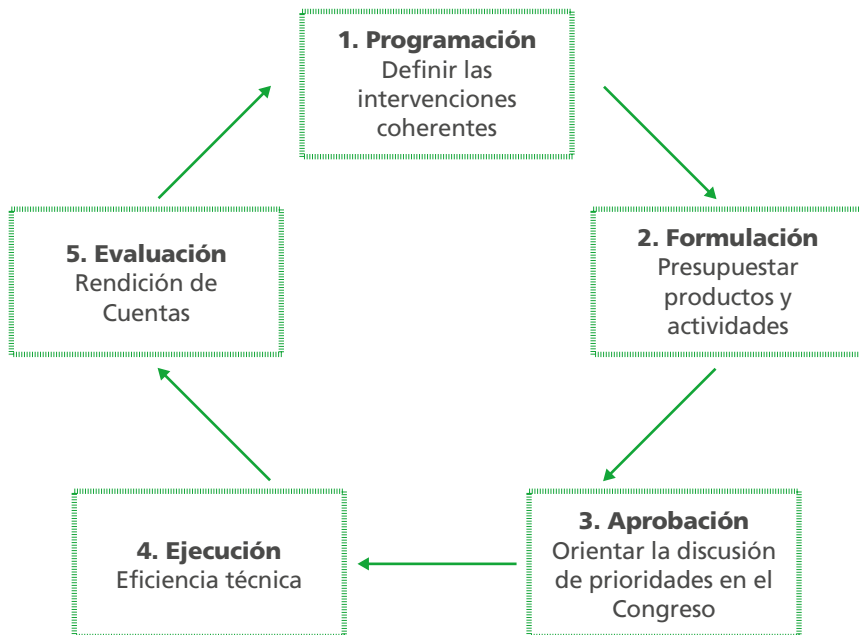 1. Programación
Definir las
intervenciones
coherentes
2. Formulación
Presupuestar
productos y
actividades
3. Aprobación
Orientar la discusión
de prioridades en el
Congreso
4. Ejecución
Eficiencia técnica
5. Evaluación
Rendición de
Cuentas